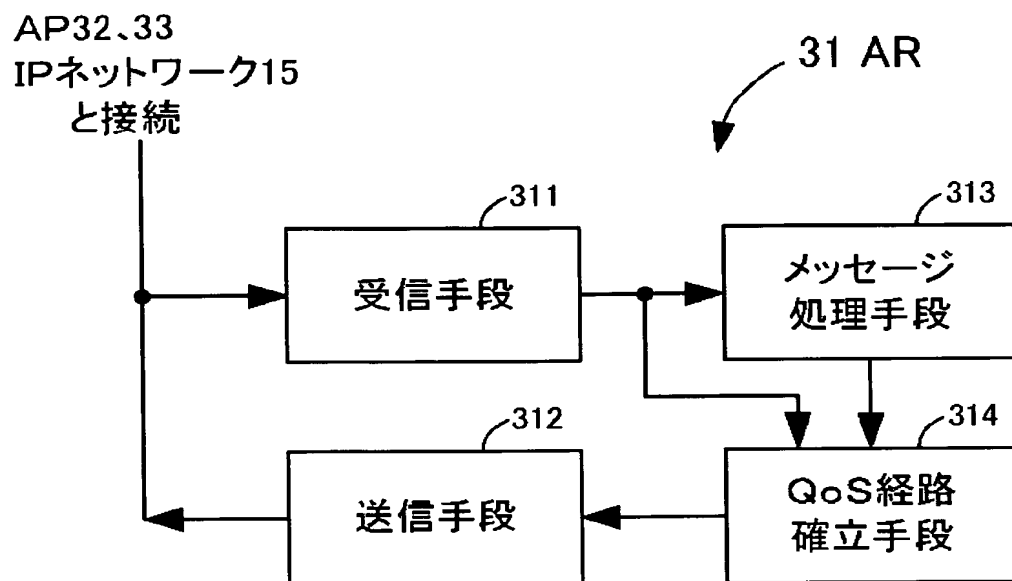 AP32、33
IPネットワーク15
と接続
31 AR
311
受信手段
313
メッセージ
処理手段
312
送信手段
314
QoS経路
確立手段